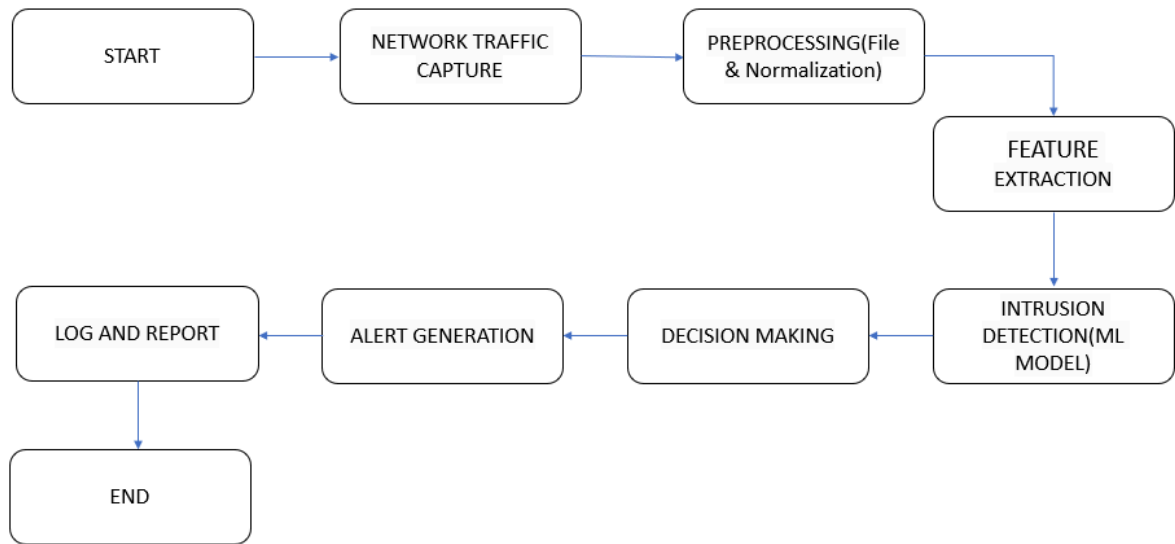 START
NETWORK TRAFFIC
CAPTURE
PREPROCESSING(File
& Normalization)
FEATURE
EXTRACTION
INTRUSION
DETECTION(ML
MODEL)
DECISION MAKING
ALERT GENERATION
LOG AND REPORT
END